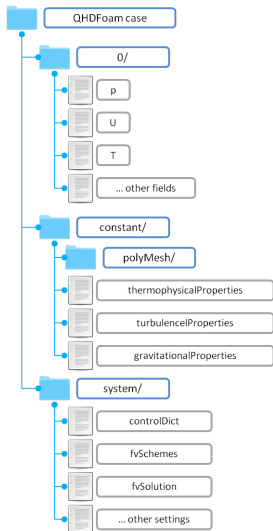 QHDFoam case
0/
p
U
T
... other fields
constant/
polyMesh/
thermophysicalProperties
turbulencelProperties
gravitationalProperties
system/
controlDict
fvSchemes
fvSolution
... other settings